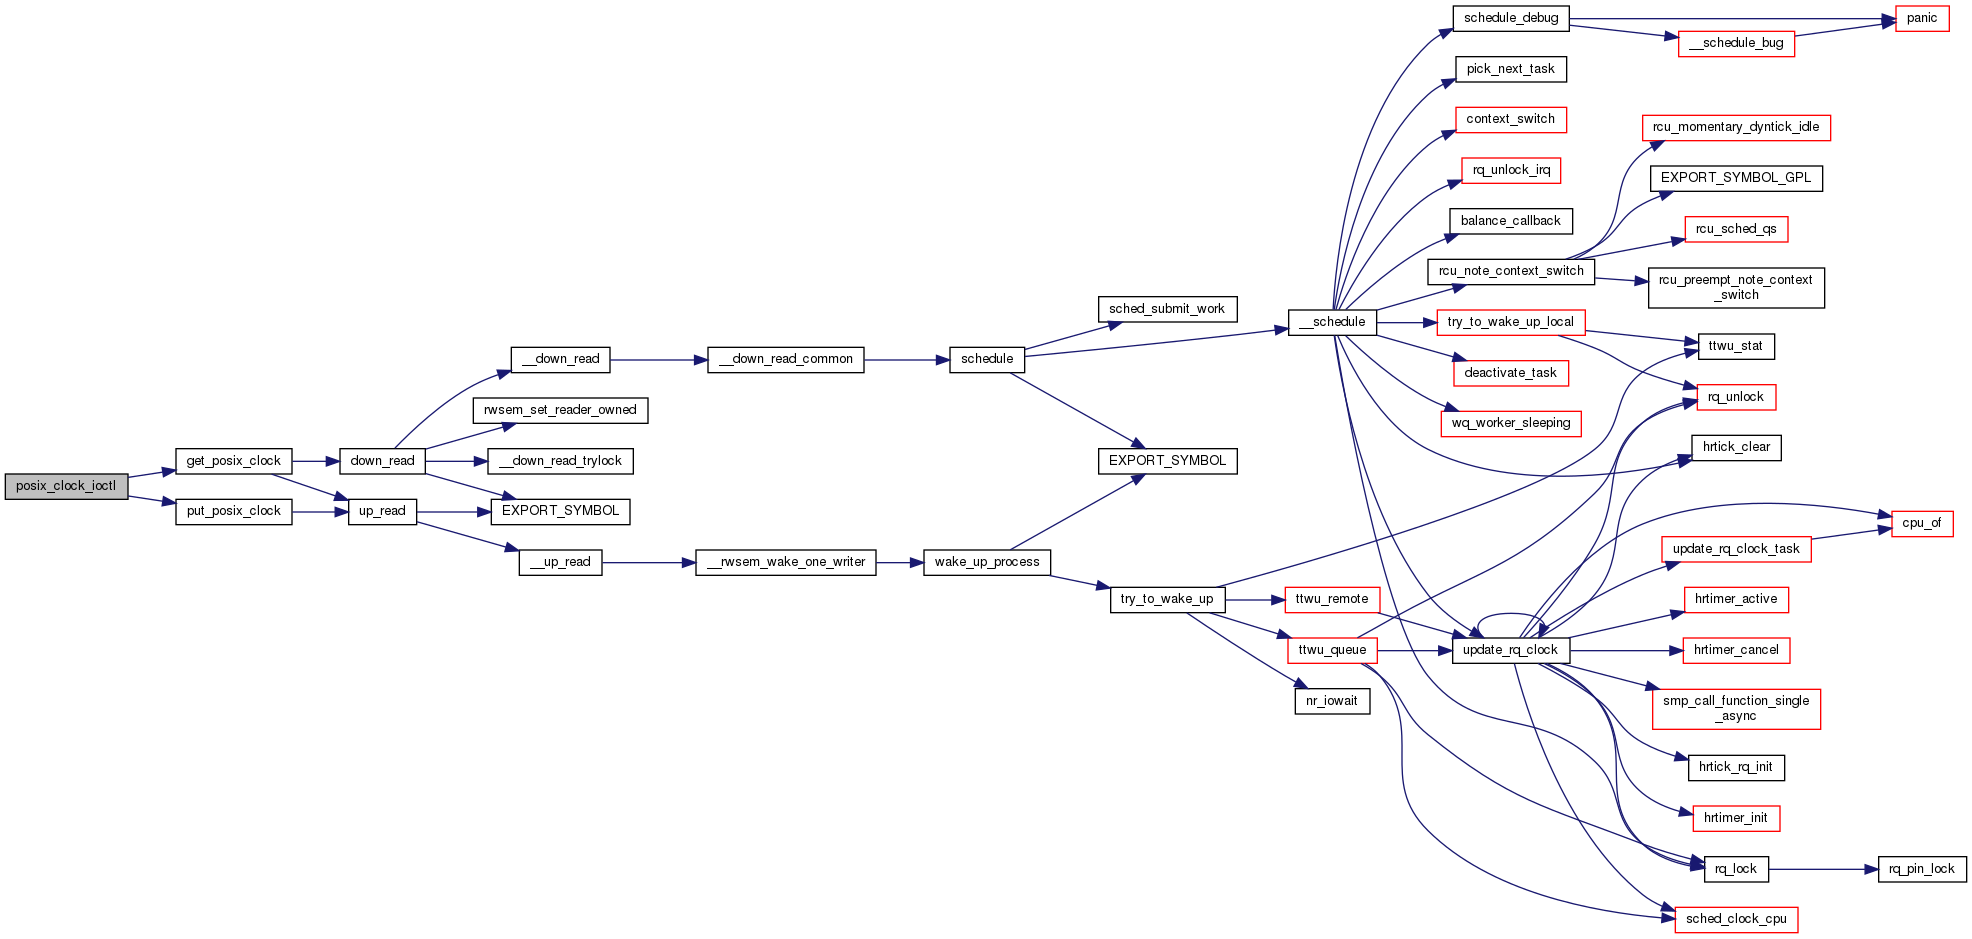 posix_clock_ioctl
get_posix_clock
put_posix_clock
down_read
up_read
__down_read
rwsem_set_reader_owned
__down_read_trylock
EXPORT_SYMBOL
__up_read
__down_read_common
__rwsem_wake_one_writer
schedule
wake_up_process
sched_submit_work
EXPORT_SYMBOL
try_to_wake_up
__schedule
ttwu_remote
ttwu_queue
nr_iowait
schedule_debug
pick_next_task
context_switch
rq_unlock_irq
balance_callback
rcu_note_context_switch
try_to_wake_up_local
deactivate_task
wq_worker_sleeping
update_rq_clock
panic
__schedule_bug
rcu_momentary_dyntick_idle
EXPORT_SYMBOL_GPL
rcu_sched_qs
rcu_preempt_note_context
_switch
ttwu_stat
rq_unlock
hrtick_clear
cpu_of
update_rq_clock_task
hrtimer_active
hrtimer_cancel
smp_call_function_single
_async
hrtick_rq_init
hrtimer_init
rq_lock
rq_pin_lock
sched_clock_cpu